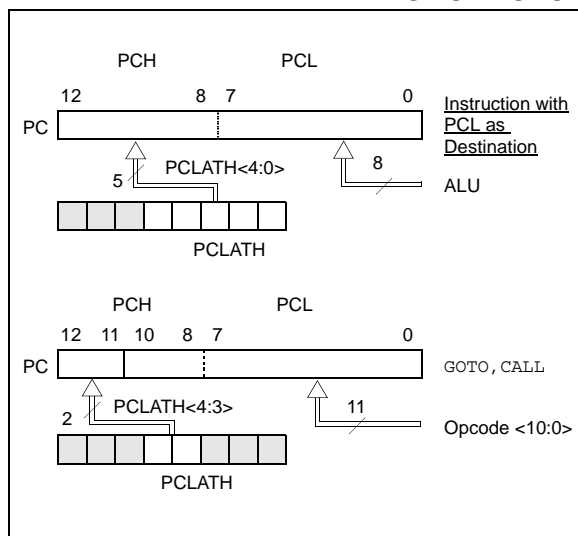 PCH PCL
12 8 7 0
Instruction with
PCL as
Destination
PC
5 PCLATH<4:0> 8
ALU
PCLATH
PCH PCL
12 11 10 8 7 0
PC GOTO, CALL
2 PCLATH<4:3> 11
Opcode <10:0>
PCLATH